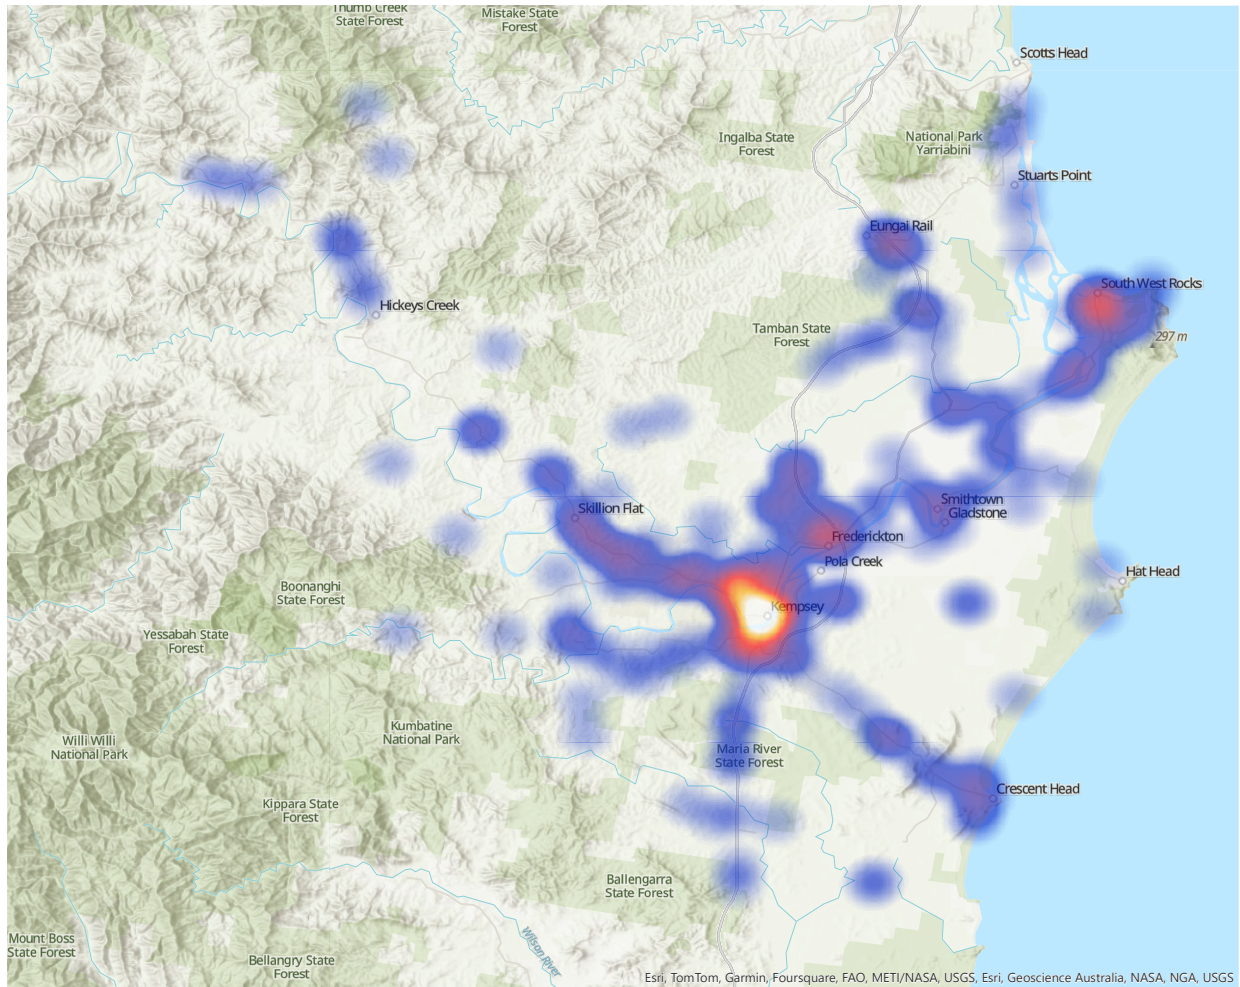 Thumb Creek
State Forest
Mistake State
Forest
Scotts Head
Ingalba State
Forest
National Park
Yarriabini
Stuarts Point
Eungai Rail
South West Rocks
Hickeys Creek
Tamban State
Forest
297 m
Smithtown
Skillion Flat
Gladstone
Frederickton
Pola Creek
Hat Head
Boonanghi
State Forest
Kempsey
Yessabah State
Forest
Kumbatine
National Park
Willi Willi
National Park
Maria River
State Forest
Crescent Head
Kippara State
Forest
Ballengarra
State Forest
Mount Boss
State Forest
Wilson River
Bellangry State
Forest
Esri, TomTom, Garmin, Foursquare, FAO, METI/NASA, USGS, Esri, Geoscience Australia, NASA, NGA, USGS